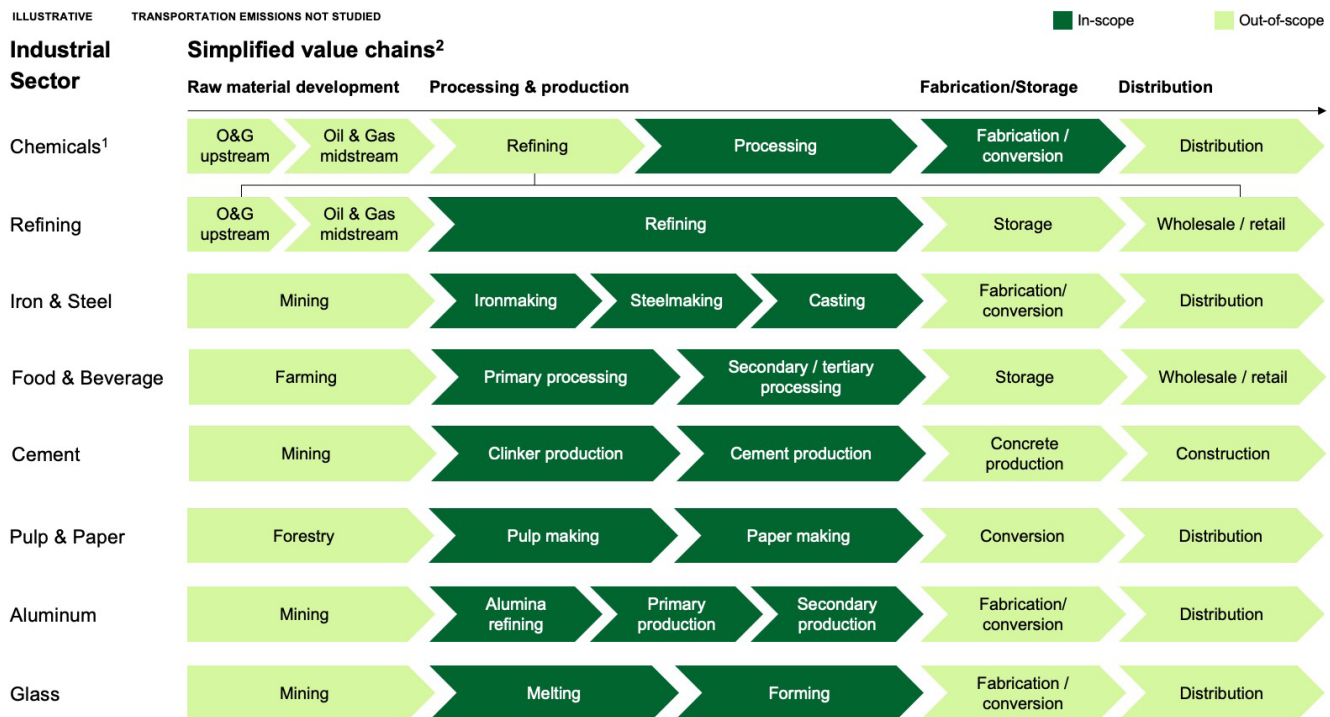 ILLUSTRATIVE TRANSPORTATION EMISSIONS NOT STUDIED
In-scope
Out-of-scope
Industrial
Sector
Simplified value chains²
Raw material development
Processing & production
Fabrication/Storage
Distribution
Chemicals¹
O&G
upstream
Oil & Gas
midstream
Refining
Processing
Fabrication /
conversion
Distribution
Refining
O&G
upstream
Oil & Gas
midstream
Refining
Storage
Wholesale / retail
Iron & Steel
Mining
Ironmaking
Steelmaking
Casting
Fabrication/
conversion
Distribution
Food & Beverage
Farming
Primary processing
Secondary / tertiary
processing
Storage
Wholesale / retail
Cement
Mining
Clinker production
Cement production
Concrete
production
Construction
Pulp & Paper
Forestry
Pulp making
Paper making
Conversion
Distribution
Aluminum
Mining
Alumina
refining
Primary
production
Secondary
production
Fabrication/
conversion
Distribution
Glass
Mining
Melting
Forming
Fabrication /
conversion
Distribution